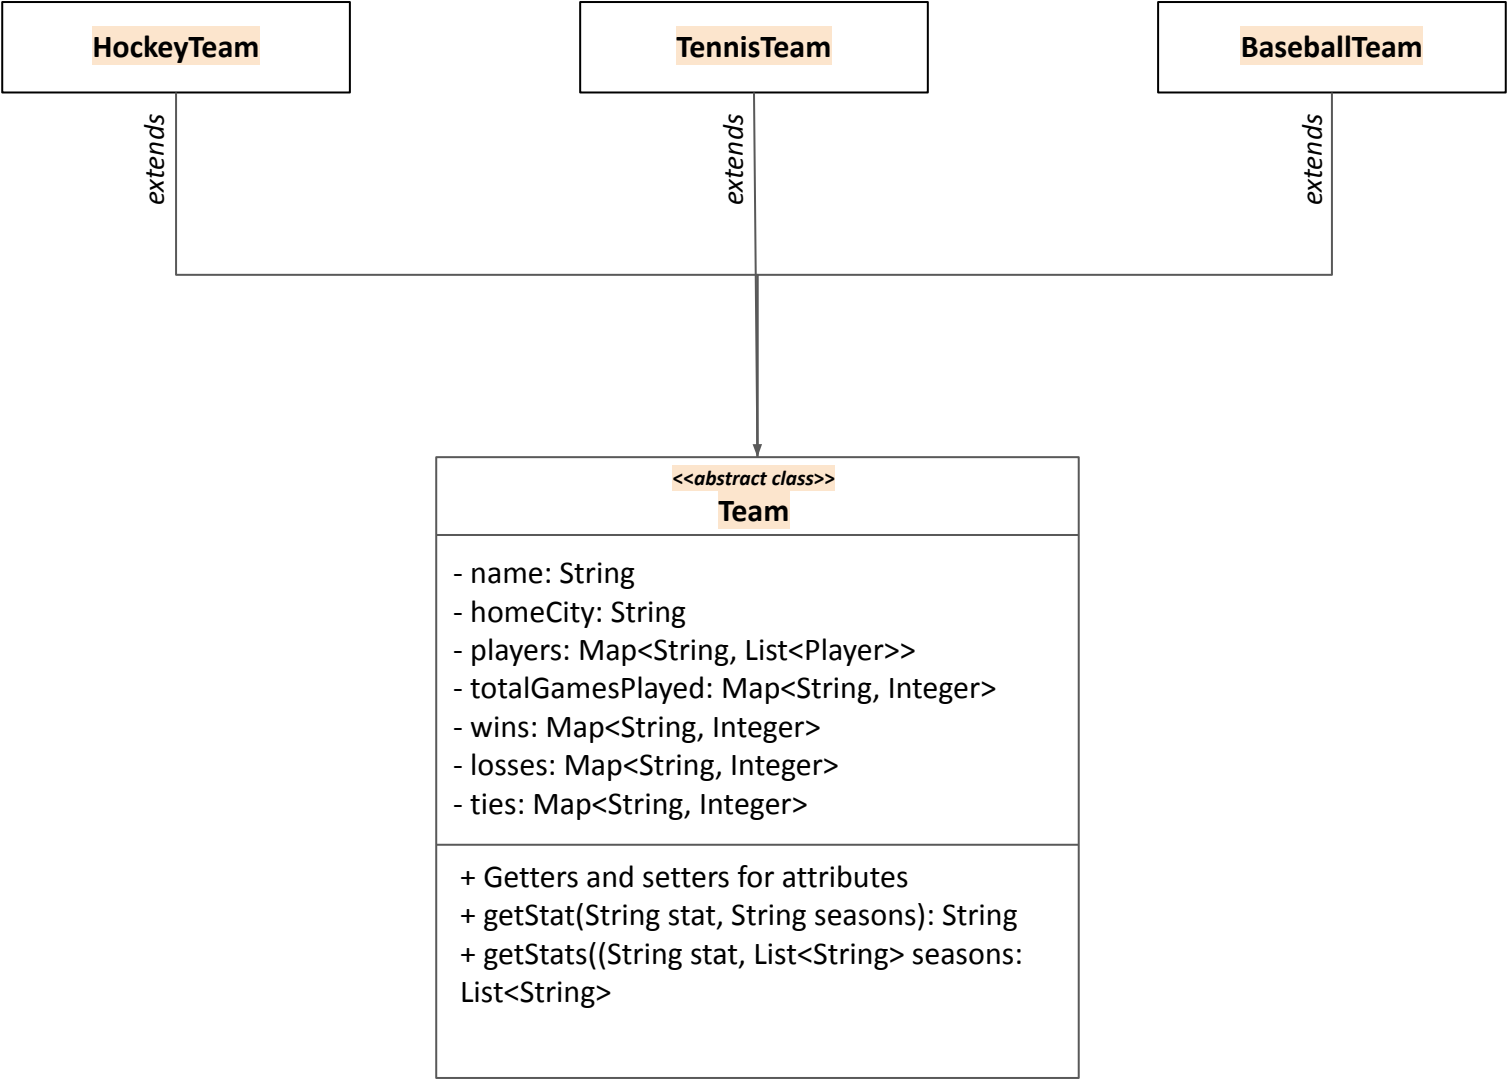 HockeyTeam
TennisTeam
BaseballTeam
extends
extends
extends
<<abstract class>>
Team
- name: String
- homeCity: String
- players: Map<String, List<Player>>
- totalGamesPlayed: Map<String, Integer>
- wins: Map<String, Integer>
- losses: Map<String, Integer>
- ties: Map<String, Integer>
+ Getters and setters for attributes
+ getStat(String stat, String seasons): String
+ getStats((String stat, List<String> seasons:
List<String>